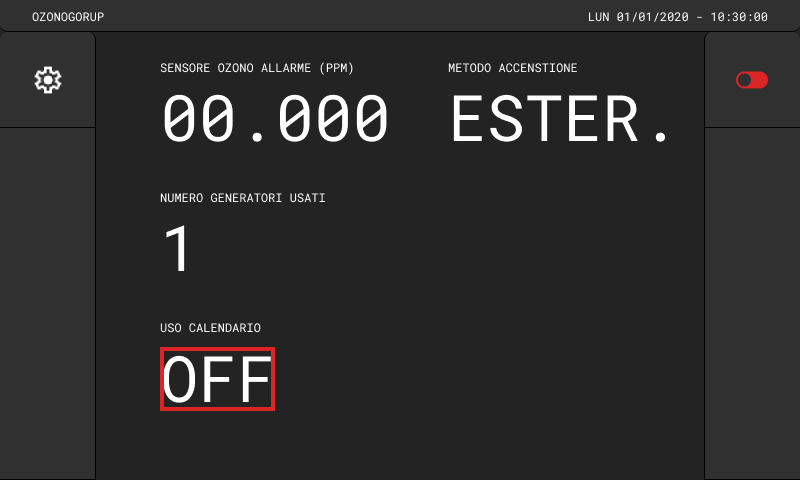 OZONOGORUP
LUN 01/01/2020 - 10:30:00
SENSORE OZONO ALLARME (PPM)
00.000
METODO ACCENSTIONE
ESTER.
NUMERO GENERATORI USATI
1
USO CALENDARIO
OFF